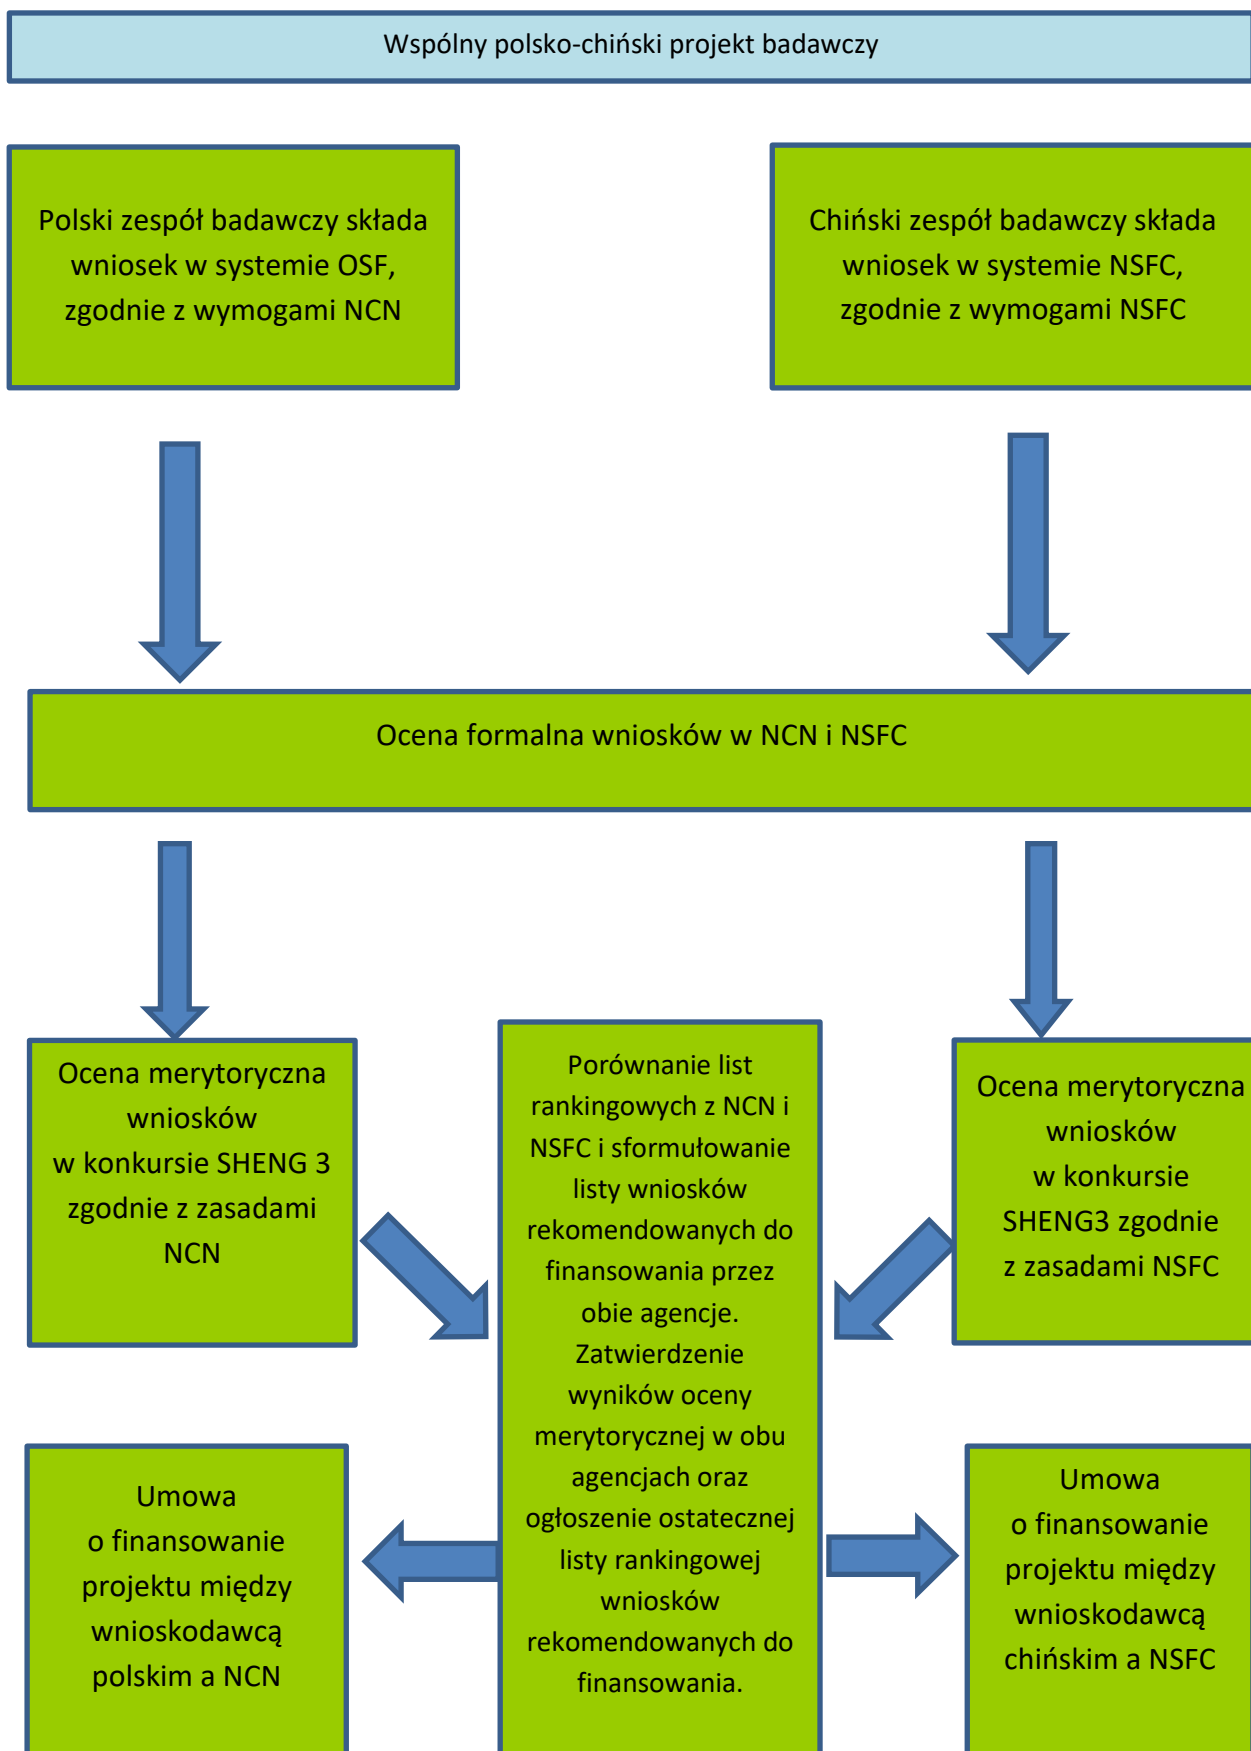 Wspólny polsko-chiński projekt badawczy
Polski zespół badawczy składa
wniosek w systemie OSF,
zgodnie z wymogami NCN
Chiński zespół badawczy składa
wniosek w systemie NSFC,
zgodnie z wymogami NSFC
Ocena formalna wniosków w NCN i NSFC
Ocena merytoryczna
wniosków
w konkursie SHENG 3
zgodnie z zasadami
NCN
Porównanie list
rankingowych z NCN i
NSFC i sformułowanie
listy wniosków
rekomendowanych do
finansowania przez
obie agencje.
Zatwierdzenie
wyników oceny
merytorycznej w obu
agencjach oraz
ogłoszenie ostatecznej
listy rankingowej
wniosków
rekomendowanych do
finansowania.
Ocena merytoryczna
wniosków
w konkursie
SHENG3 zgodnie
z zasadami NSFC
Umowa
o finansowanie
projektu między
wnioskodawcą
polskim a NCN
Umowa
o finansowanie
projektu między
wnioskodawcą
chińskim a NSFC